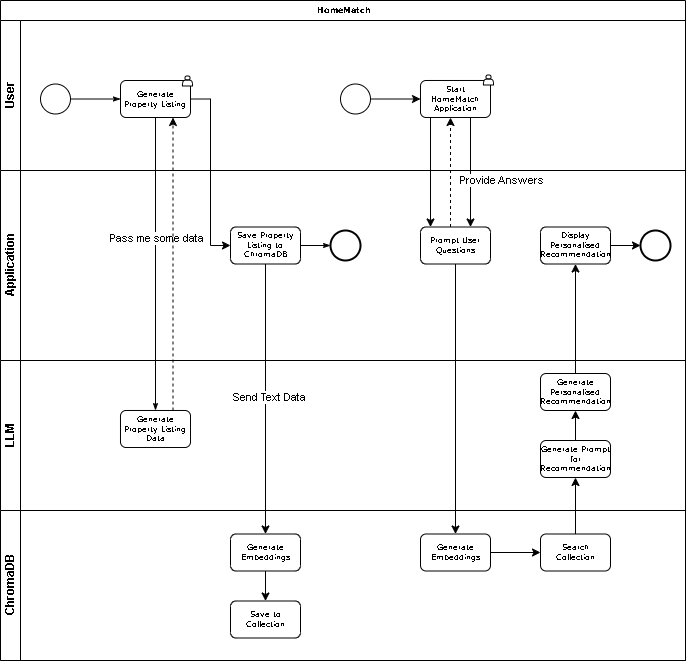 HomeMatch
User
Generate
Property Listing
Start
HomeMatch
Application
Provide Answers
Application
Pass me some data
Save Property
Listing to
ChromaDB
Prompt User
Questions
Display
Personalised
Recommendation
LLM
Send Text Data
Generate
Property Listing
Data
Generate
Personalised
Recommendation
Generate Prompt
for
Recommendation
ChromaDB
Generate
Embeddings
Generate
Embeddings
Search
Collection
Save to
Collection